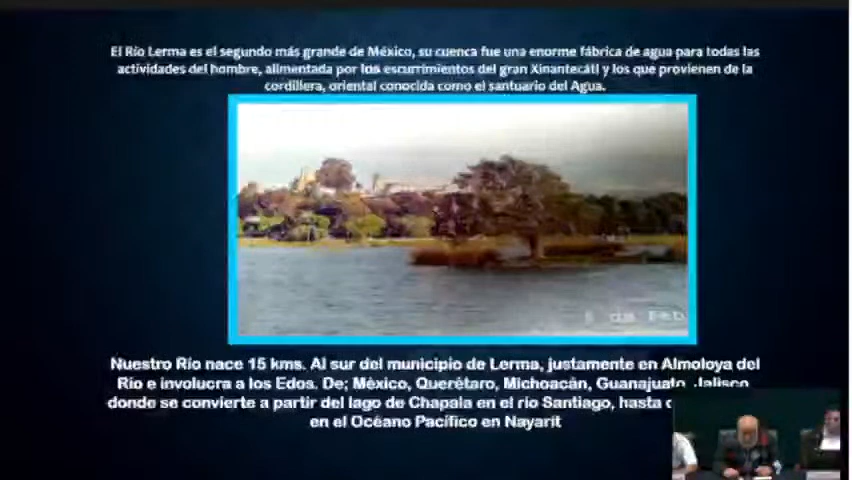 El Río Lerma es el segundo más grande de México, su cuenca fue una enorme fábrica de agua para todas las
actividades del hombre, alimentada por los escurrimientos del gran Xinantecátl y los que provienen de la
cordillera, oriental conocida como el santuario del Agua.
5 de Feb
Nuestro Río nace 15 kms. Al sur del municipio de Lerma, justamente en Almoloya del
Río e involucra a los Edos. De; México, Querétaro, Michoacán, Guanajuato, Jalisco
donde se convierte a partir del lago de Chapala en el río Santiago, hasta
en el Océano Pacífico en Nayarit